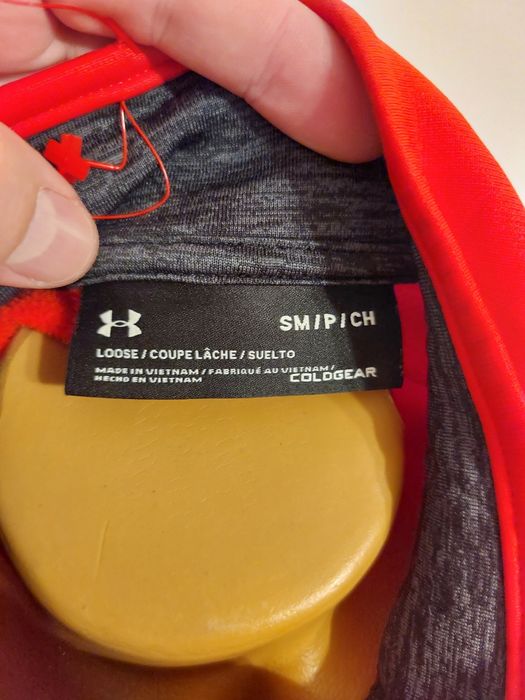 SM/P/CH
LOOSE / COUPE LÂCHE / SUELTO
MADE IN VIETNAM / FABRIQUÉ AU VIETNAM /
HECHO EN VIETNAM
COLDGEAR